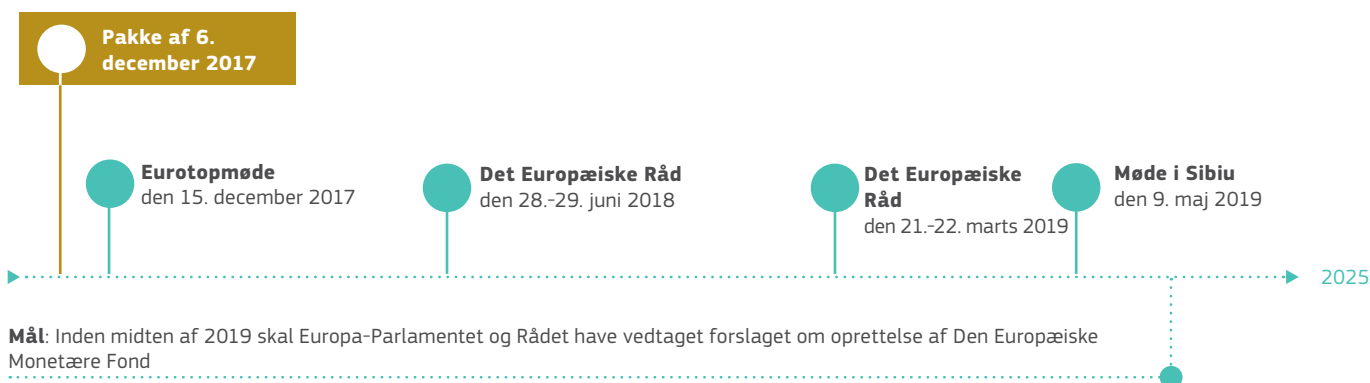 Pakke af 6.
december 2017
Eurotopmøde
den 15. december 2017
Det Europæiske Råd
den 28.-29. juni 2018
Det Europæiske
Råd
den 21.-22. marts 2019
Møde i Sibiu
den 9. maj 2019
2025
Mål: Inden midten af 2019 skal Europa-Parlamentet og Rådet have vedtaget forslaget om oprettelse af Den Europæiske
Monetære Fond